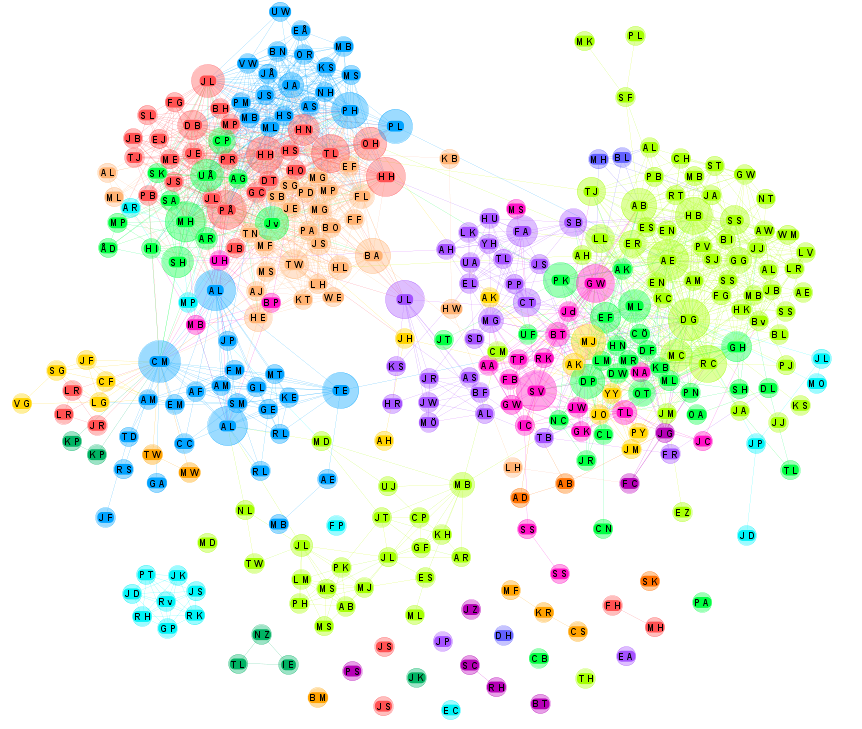 UW
EÅ
MK
PL
BN
OR
MB
VW
JÅ
KS
MS
JL
JA
NH
SF
FG
PM
JS
AS
BH
SL
MB
HS
PH
PL
DB
MP
ML
HN
JB
EJ
CP
OH
AL
CH
TJ
ME
JE
PR
HH
HS
TL
KB
MH
BL
MB
ST
AL
SK
UÅ
AG
DT
HO
EF
HH
PB
GW
ML
PB
JS
JL
GC
SG
MG
TJ
RT
JA
NT
AR
SA
PÅ
SB
PD
MP
FL
AB
HB
SS
MP
MH
Jv
JE
MG
FF
MS
HU
FA
SB
ES
EN
AW
WM
ÅD
HI
AR
JB
TN
PA
BO
LK
YH
LL
ER
PV
BI
JJ
LV
SH
UH
MF
JS
BA
AH
UA
TL
JS
AH
AE
SJ
GG
AL
LR
AL
MS
TW
HL
EL
PP
PK
GW
AK
EN
AM
SS
MP
BP
AJ
LH
KT
WE
JL
AK
CT
KC
FG
MB
JB
AE
MB
HE
HW
MG
Jd
EF
ML
DG
HK
Bv
SS
JP
JH
JT
SD
UF
BT
MJ
CÖ
HN
DF
MC
GH
BL
CM
JF
CM
TP
RK
LM
MR
RC
PJ
JL
SG
CF
FM
MT
KS
AA
AK
DW
NA
KB
MO
VG
LR
LG
AM
EM
AF
AM
GL
KE
TE
JR
AS
FB
SV
DP
YY
OT
ML
PN
SH
DL
LR
JR
SM
GE
HR
JW
BF
GW
JW
JO
TL
JM
OA
JA
KS
KP
KP
TD
CC
AL
RL
MD
AH
MÖ
AL
IC
NC
TB
GK
CL
PY
JM
JG
JC
JJ
JP
RS
TW
MW
GA
RL
AE
LH
JR
FR
TL
JF
NL
MB
FP
UJ
MB
AD
AB
FC
EZ
JD
MD
TW
JL
JT
CP
KH
GF
AR
SS
CN
PT
JK
JD
Rv
JS
RH
RK
GP
LM
PK
MS
MJ
JL
ES
SS
SK
PH
AB
MS
ML
JZ
MF
KR
CS
FH
MH
PA
NZ
TL
IE
JS
JP
DH
PS
JK
SC
RH
CB
EA
TH
BM
JS
EC
BT